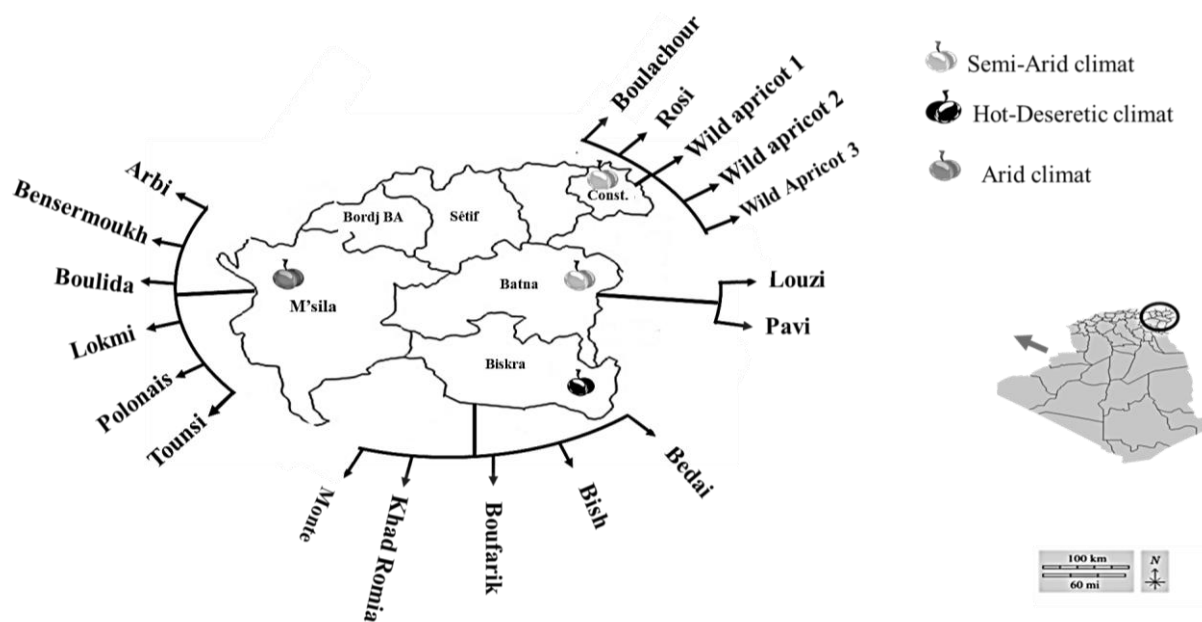 Boulachour
Rosi
Wild apricot 1
Wild apricot 2
Wild Apricot 3
Semi-Arid climat
Hot-Deseretic climat
Arid climat
Arbi
Bensermoukh
Boulida
Lokmi
Polonais
Tounsi
Bordj BA
Sétif
Const.
M'sila
Batna
Biskra
Louzi
Pavi
Monte
Khad Romia
Boufarik
Bish
Bedai
100 km
60 mi
N